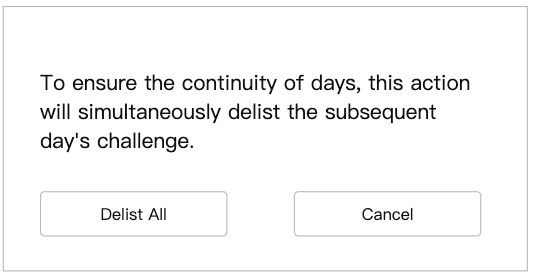 To ensure the continuity of days, this action
will simultaneously delist the subsequent
day's challenge.
Delist All
Cancel